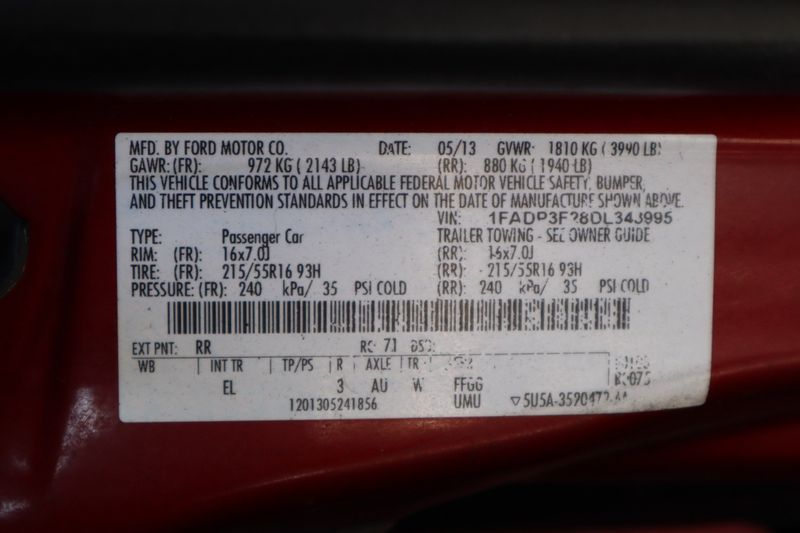 MFD. BY FORD MOTOR CO. DATE: 05/13 GVWR: 1810 KG ( 3990 LB)
GAWR: (FR): 972 KG ( 2143 LB) (RR): 880 KG ( 1940 LB)
THIS VEHICLE CONFORMS TO ALL APPLICABLE FEDERAL MOTOR VEHICLE SAFETY, BUMPER,
AND THEFT PREVENTION STANDARDS IN EFFECT ON THE DATE OF MANUFACTURE SHOWN ABOVE.
VIN:
TYPE: Passenger Car TRAILER TOWING - SEE OWNER GUIDE
RIM: (FR): 16x7.0J (RR): 16x7.0J
TIRE: (FR): 215/55R16 93H (RR): 215/55R16 93H
PRESSURE: (FR): 240 kPa/ 35 PSI COLD (RR): 240 kPa/ 35 PSI COLD
EXT PNT: RR RC: 71 DSO:
WB INT TR TP/PS R AXLE TR
EL 3 AU W FFGG
1201305241856 UMU